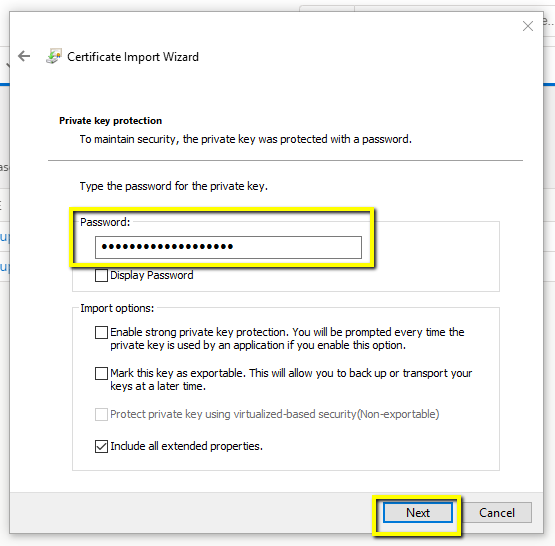 e..
Certificate Import Wizard
Private key protection
To maintain security, the private key was protected with a password.
Type the password for the private key.
Password:
●●●●●●●●●●●●●●●●●●●
Display Password
Import options:
Enable strong private key protection. You will be prompted every time the
private key is used by an application if you enable this option.
Mark this key as exportable. This will allow you to back up or transport your
keys at a later time.
Protect private key using virtualized-based security(Non-exportable)
Include all extended properties.
Next Cancel